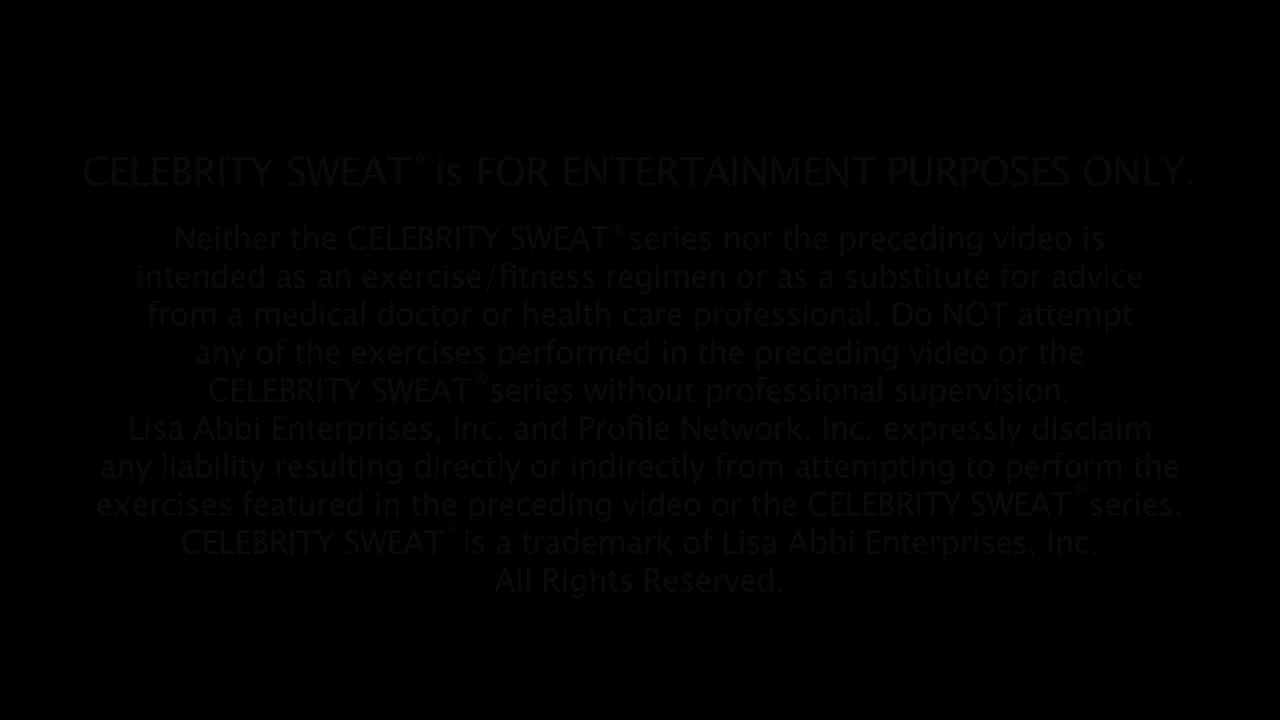 CELEBRITY SWEAT® is FOR ENTERTAINMENT PURPOSES ONLY.
Neither the CELEBRITY SWEAT® series nor the preceding video is
intended as an exercise/fitness regimen or as a substitute for advice
from a medical doctor or health care professional. Do NOT attempt
any of the exercises performed in the preceding video or the
CELEBRITY SWEAT® series without professional supervision.
Lisa Abbi Enterprises, Inc. and Profile Network, Inc. expressly disclaim
any liability resulting directly or indirectly from attempting to perform the
exercises featured in the preceding video or the CELEBRITY SWEAT® series.
CELEBRITY SWEAT® is a trademark of Lisa Abbi Enterprises, Inc.
All Rights Reserved.